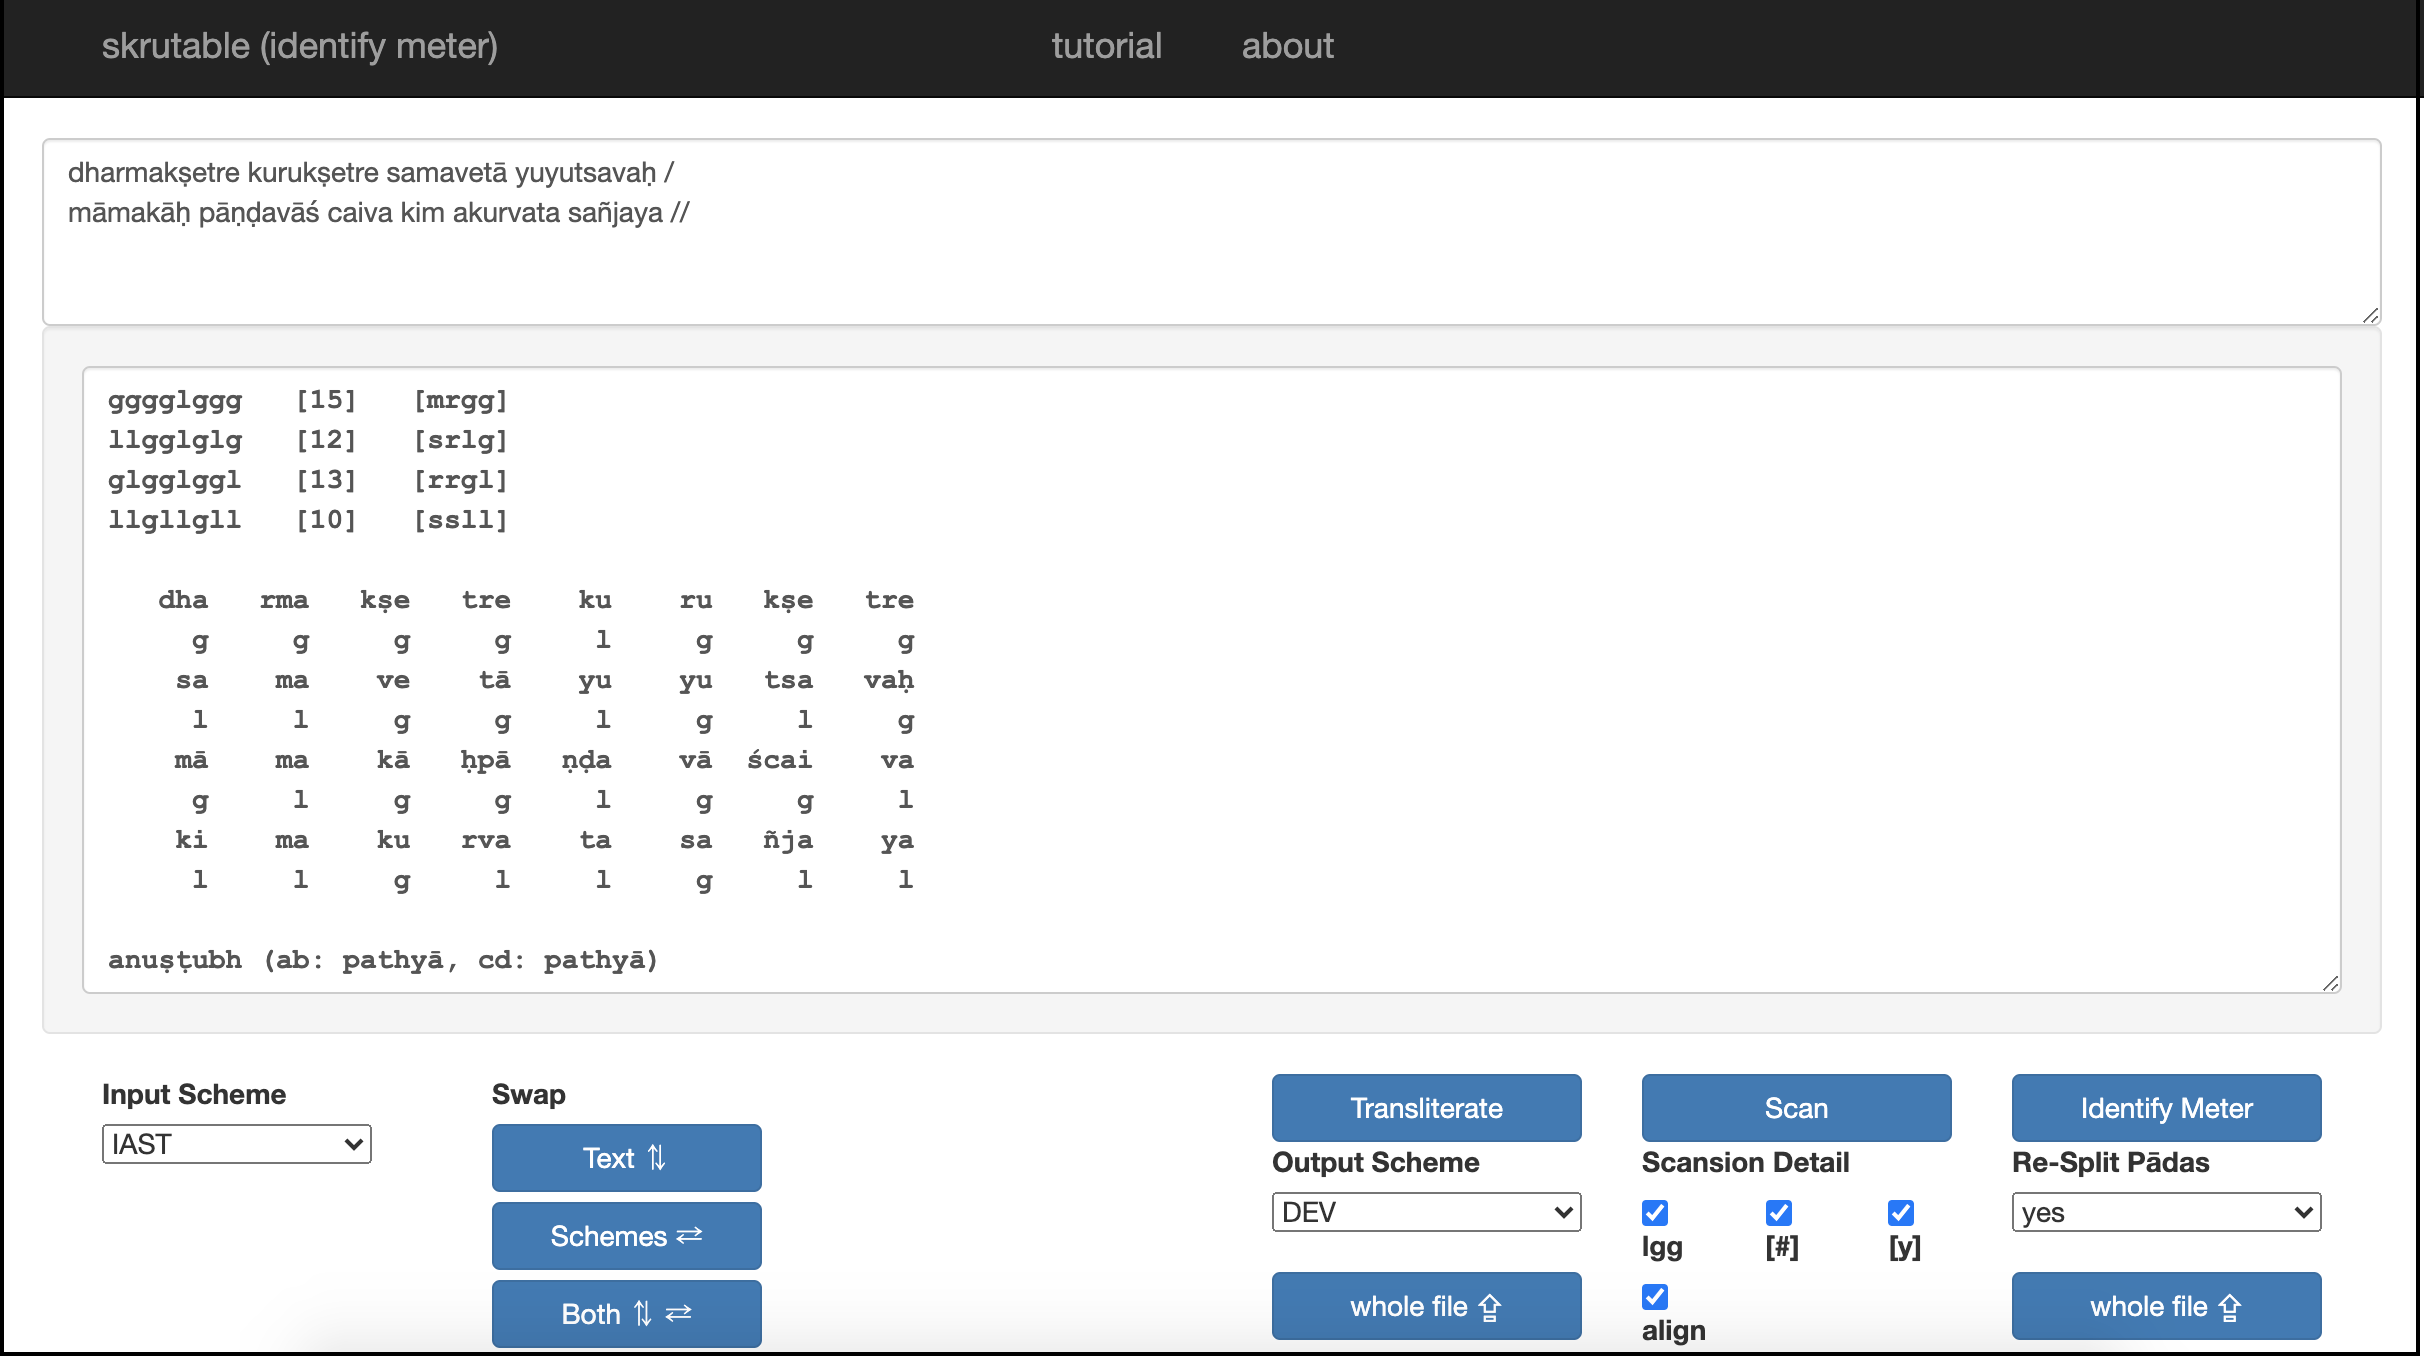 skrutable (identify meter) tutorial about
dharmakṣetre kurukṣetre samavetā yuyutsavaḥ /
māmakāḥ pāṇḍavāś caiva kim akurvata sañjaya //
gggglggg [15] [mrgg]
llgglglg [12] [srlg]
glgglggl [13] [rrgl]
llgllgll [10] [ssll]
dha rma kṣe tre ku ru kṣe tre
g g g g l g g g
sa ma ve tā yu yu tsa vaḥ
l l g g l g l g
mā ma kā ḥpā ṇḍa vā ścai va
g l g g l g g l
ki ma ku rva ta sa ñja ya
l l g l l g l l
anuṣṭubh (ab: pathyā, cd: pathyā)
Input Scheme
IAST
Swap
Text ⇅
Schemes ⇄
Both ⇅ ⇄
Transliterate
Output Scheme
DEV
whole file ⇪
Scan
Scansion Detail
lgg [#] [y]
align
Identify Meter
Re-Split Pādas
yes
whole file ⇪